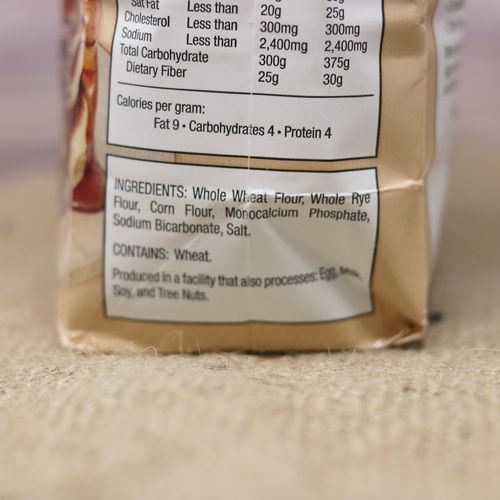 Sat Fat Less than 20g 25g
Cholesterol Less than 300mg 300mg
Sodium Less than 2,400mg 2,400mg
Total Carbohydrate 300g 375g
Dietary Fiber 25g 30g
Calories per gram:
Fat 9 • Carbohydrates 4 • Protein 4
INGREDIENTS: Whole Wheat Flour, Whole Rye
Flour, Corn Flour, Monocalcium Phosphate,
Sodium Bicarbonate, Salt.
CONTAINS: Wheat.
Produced in a facility that also processes: Egg, Milk,
Soy, and Tree Nuts.